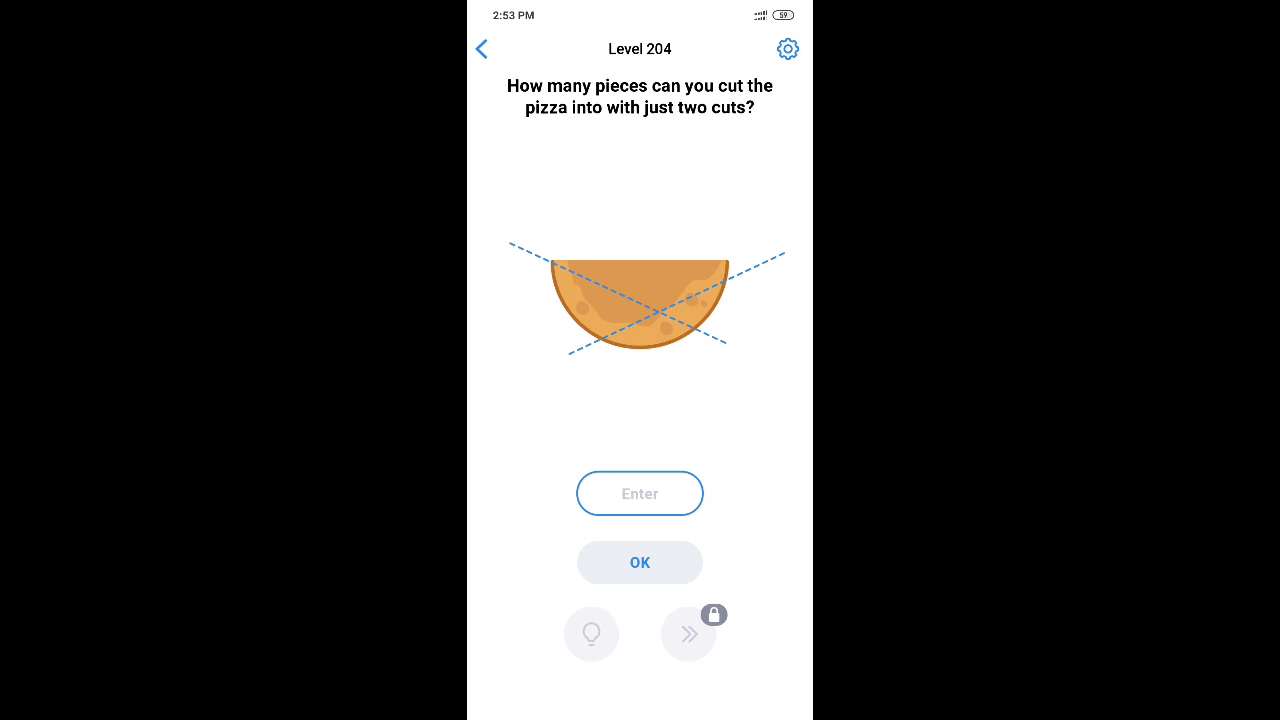 2:53 PM
59
Level 204
How many pieces can you cut the
pizza into with just two cuts?
Enter
OK